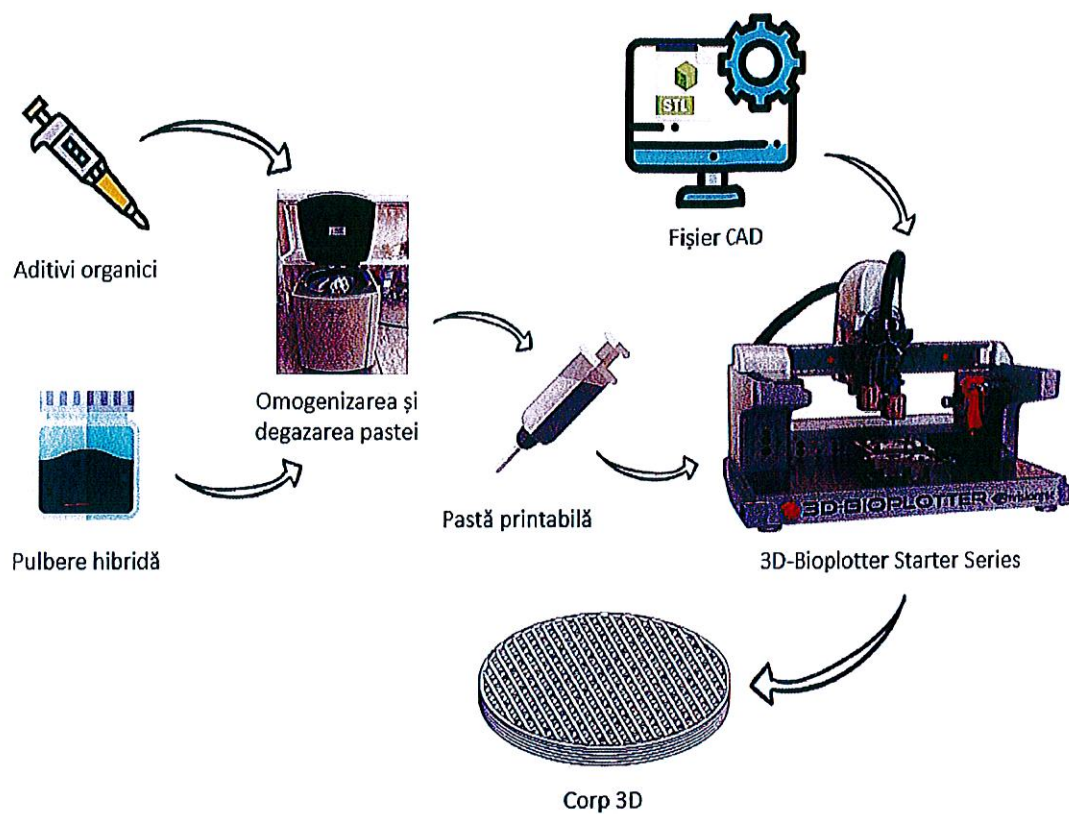 STL
Fișier CAD
Aditivi organici
Omogenizarea și
degazarea pastei
Pastă printabilă
Pulbere hibridă
3D-BIOPLOTTER envisiontec
3D-Bioplotter Starter Series
Corp 3D